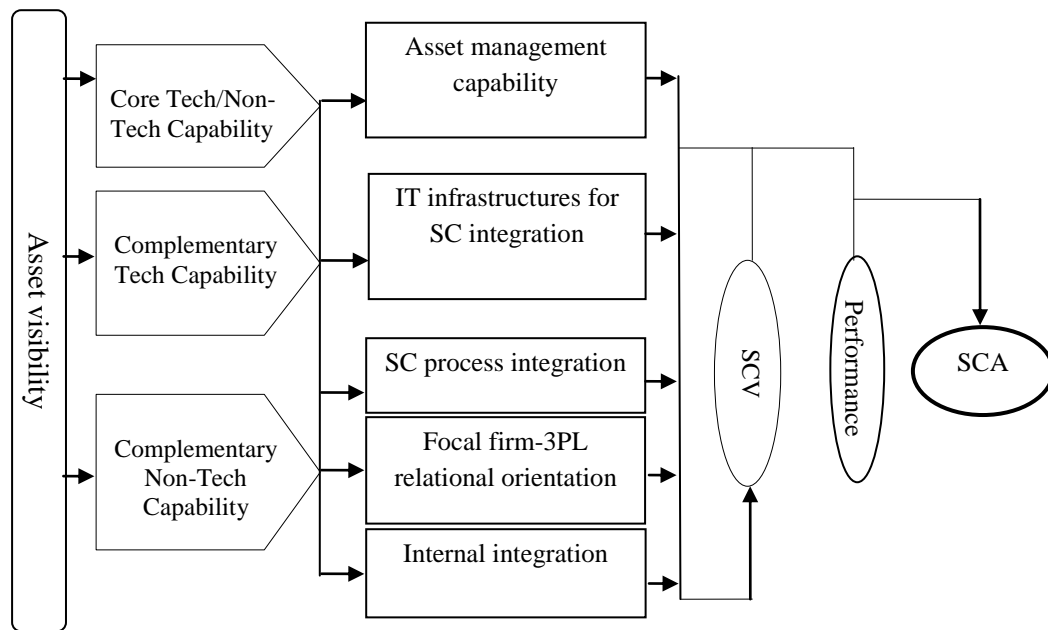 Asset visibility
Core Tech/Non-
Tech Capability
Complementary
Tech Capability
Complementary
Non-Tech
Capability
Asset management
capability
IT infrastructures for
SC integration
SC process integration
Focal firm-3PL
relational orientation
Internal integration
SCV
Performance
SCA